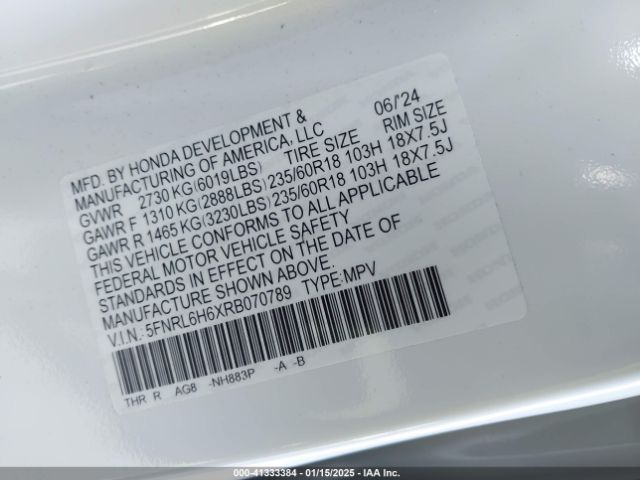 MFD. BY HONDA DEVELOPMENT & 06/'24
MANUFACTURING OF AMERICA, LLC TIRE SIZE RIM SIZE
GVWR 2730 KG(6019LBS)
GAWR F 1310 KG(2888LBS) 235/60R18 103H 18X7.5J
GAWR R 1465 KG(3230LBS) 235/60R18 103H 18X7.5J
THIS VEHICLE CONFORMS TO ALL APPLICABLE
FEDERAL MOTOR VEHICLE SAFETY
STANDARDS IN EFFECT ON THE DATE OF
MANUFACTURE SHOWN ABOVE.
V.I.N.:5FNRL6H6XRB070789 TYPE:MPV
THR R AG8 -NH883P -A -B
000-41333384 - 01/15/2025 - IAA Inc.